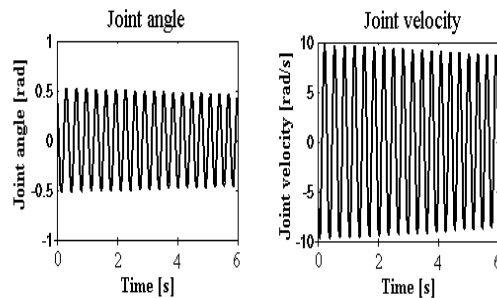 Joint angle
Joint angle [rad]
1
0.5
0
-0.5
-1
0 2 4 6
Time [s]
Joint velocity
Joint velocity [rad/s]
10
5
0
-5
-10
0 2 4 6
Time [s]